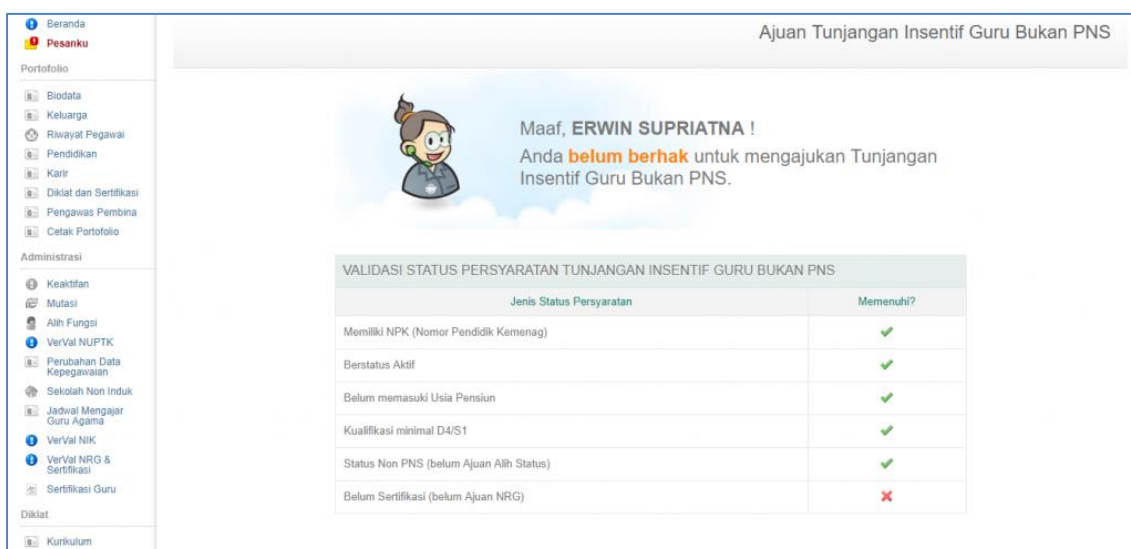 Beranda
Pesanku
Portofolio
Biodata
Keluarga
Riwayat Pegawai
Pendidikan
Karir
Diklat dan Sertifikasi
Pengawas Pembina
Cetak Portofolio
Administrasi
Keaktifan
Mutasi
Alih Fungsi
VerVal NUPTK
Perubahan Data
Kepegawaian
Sekolah Non Induk
Jadwal Mengajar
Guru Agama
VerVal NIK
VerVal NRG &
Sertifikasi
Sertifikasi Guru
Diklat
Kurikulum
Ajuan Tunjangan Insentif Guru Bukan PNS
Maaf, ERWIN SUPRIATNA !
Anda belum berhak untuk mengajukan Tunjangan
Insentif Guru Bukan PNS.
VALIDASI STATUS PERSYARATAN TUNJANGAN INSENTIF GURU BUKAN PNS
Jenis Status Persyaratan Memenuhi?
Memiliki NPK (Nomor Pendidik Kemenag)
Berstatus Aktif
Belum memasuki Usia Pensiun
Kualifikasi minimal D4/S1
Status Non PNS (belum Ajuan Alih Status)
Belum Sertifikasi (belum Ajuan NRG)